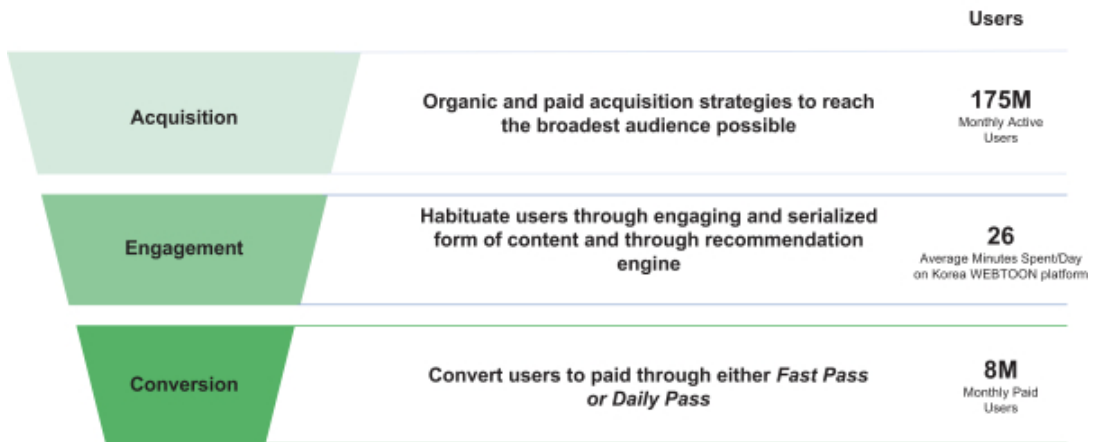 Users
Acquisition
Organic and paid acquisition strategies to reach
the broadest audience possible
175M
Monthly Active
Users
Engagement
Habituate users through engaging and serialized
form of content and through recommendation
engine
26
Average Minutes Spent/Day
on Korea WEBTOON platform
Conversion
Convert users to paid through either Fast Pass
or Daily Pass
8M
Monthly Paid
Users